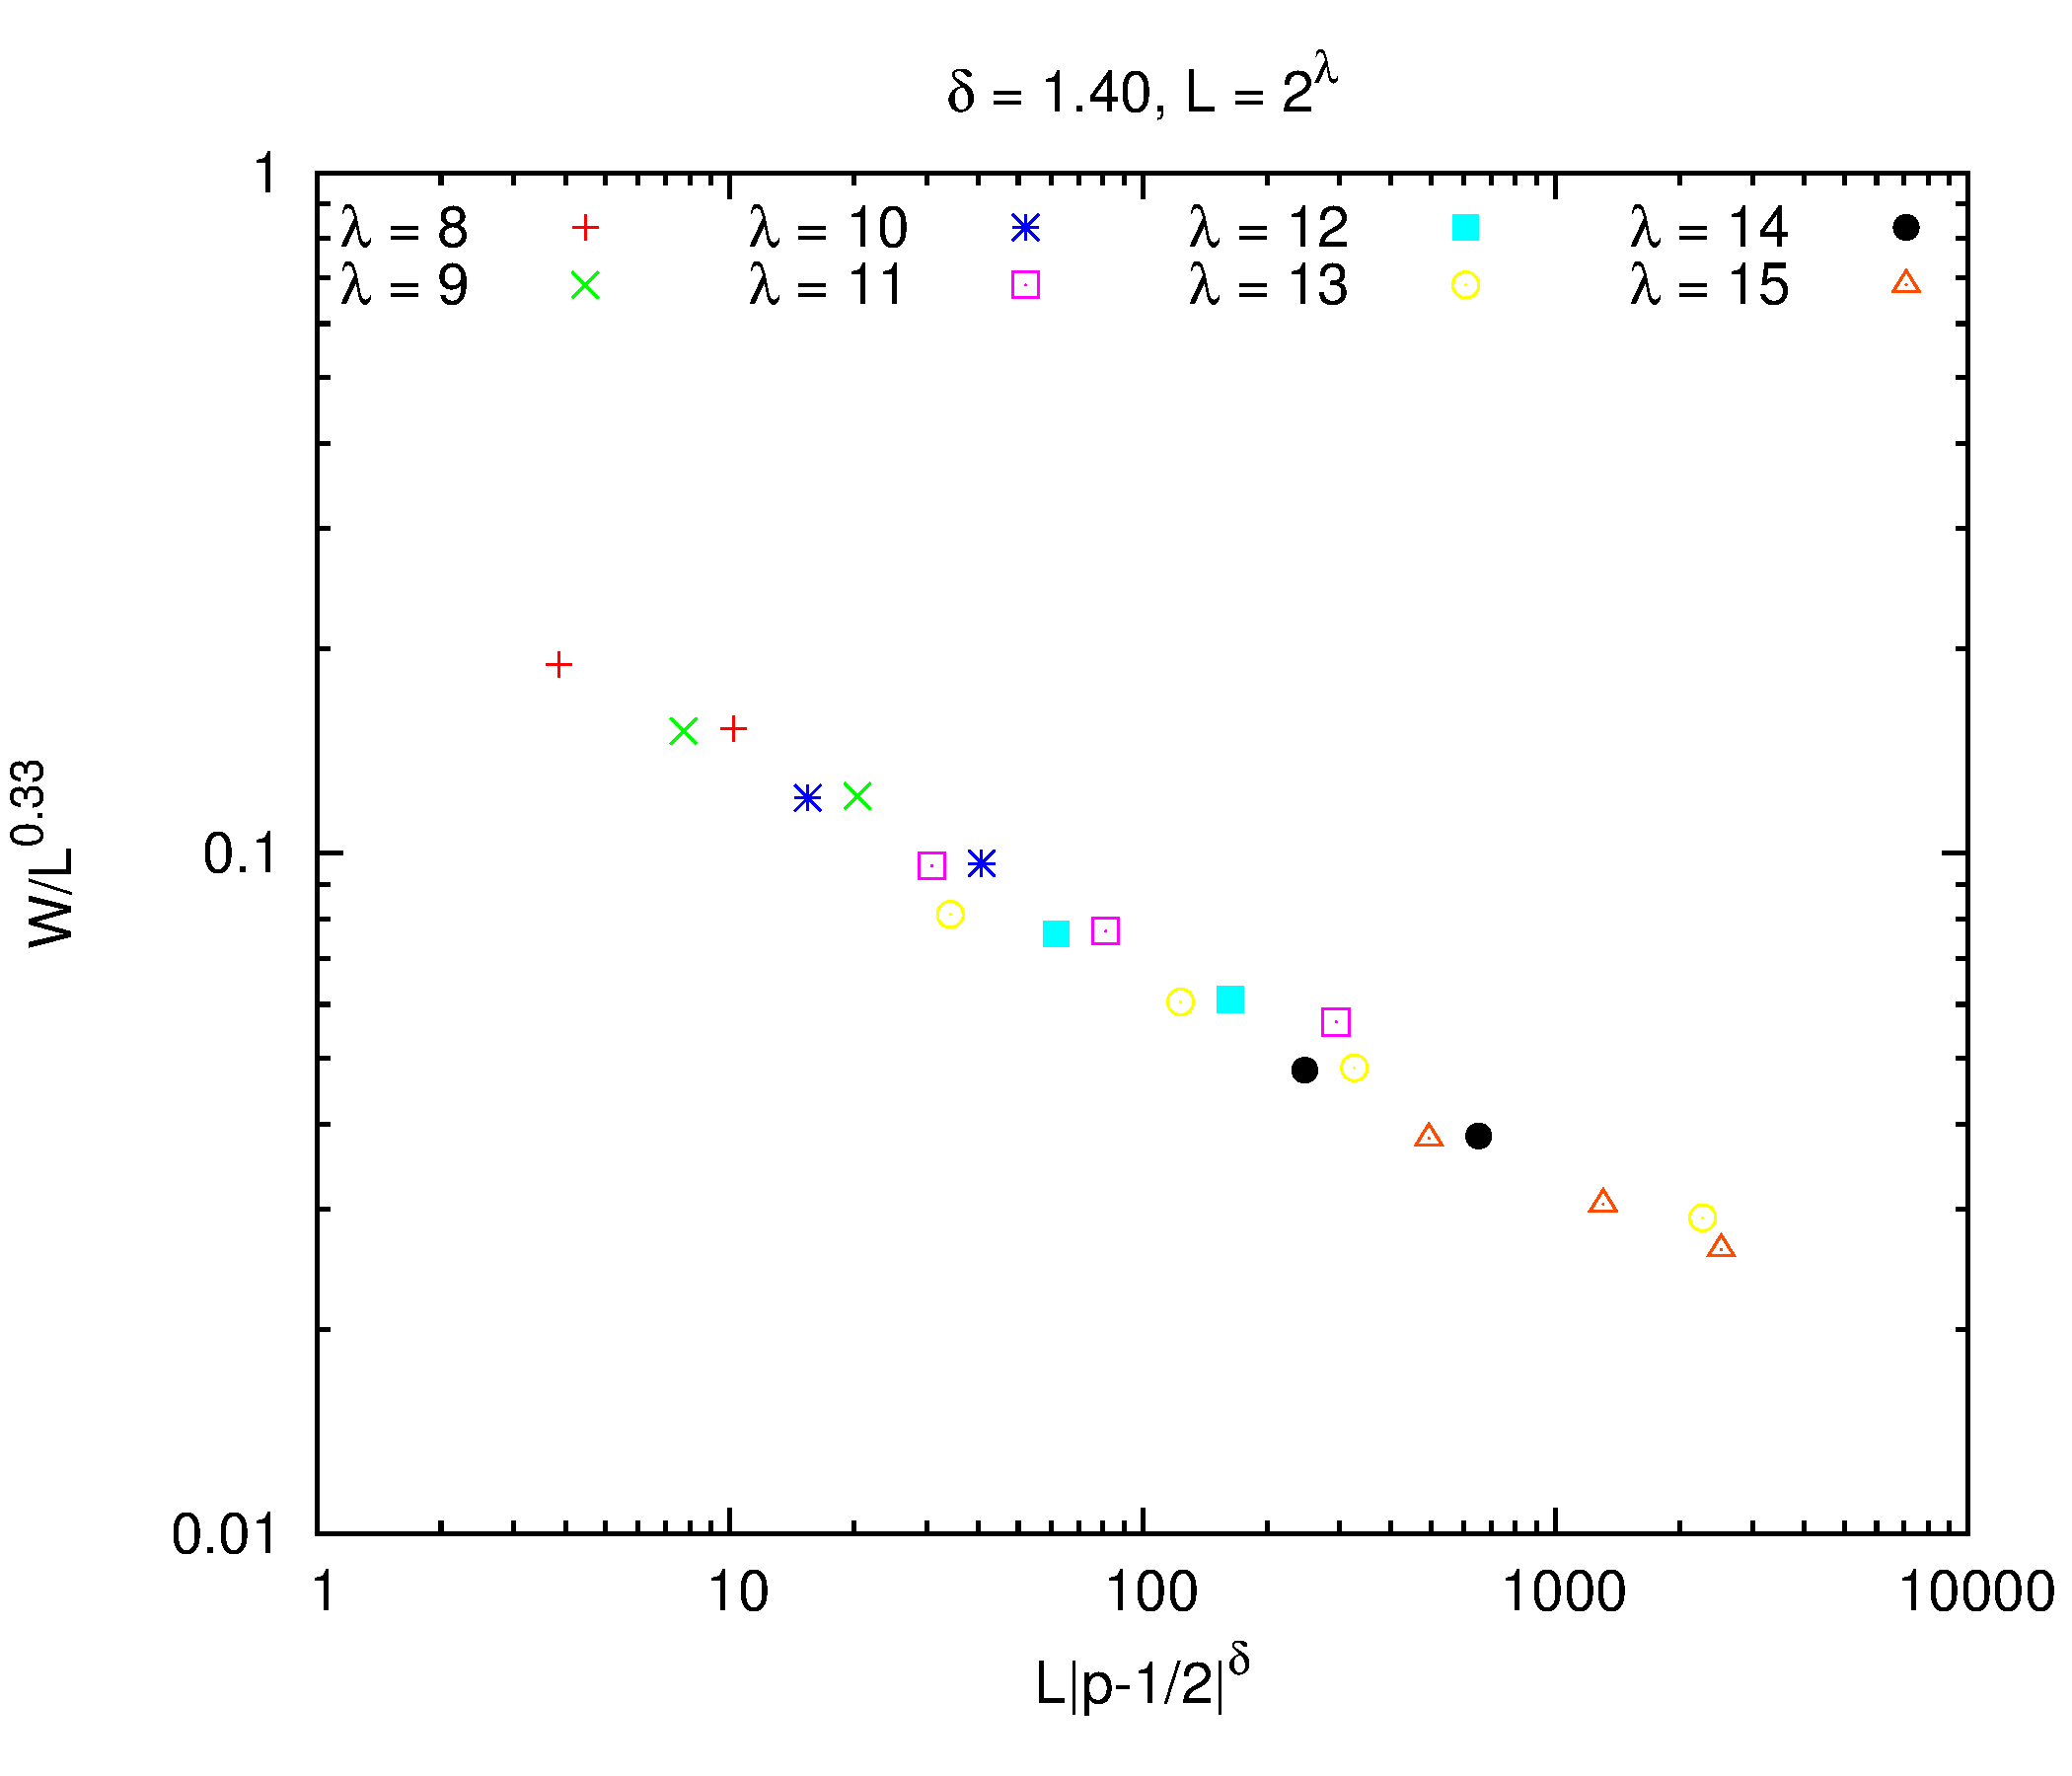 δ = 1.40, L = 2^λ
1
λ = 8 λ = 10 λ = 12 λ = 14
λ = 9 λ = 11 λ = 13 λ = 15
W/L^0.33
0.1
0.01
1 10 100 1000 10000
L|p-1/2|^δ